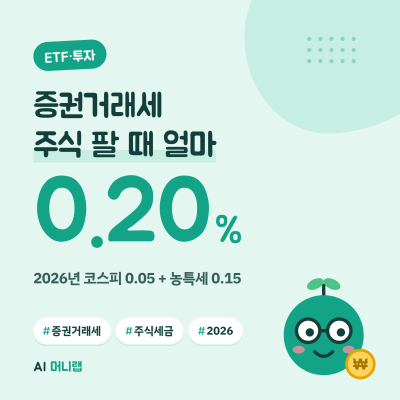 ETF·투자
증권거래세
주식 팔 때 얼마
0.20%
2026년 코스피 0.05 + 농특세 0.15
#증권거래세 #주식세금 #2026
AI 머니랩
₩